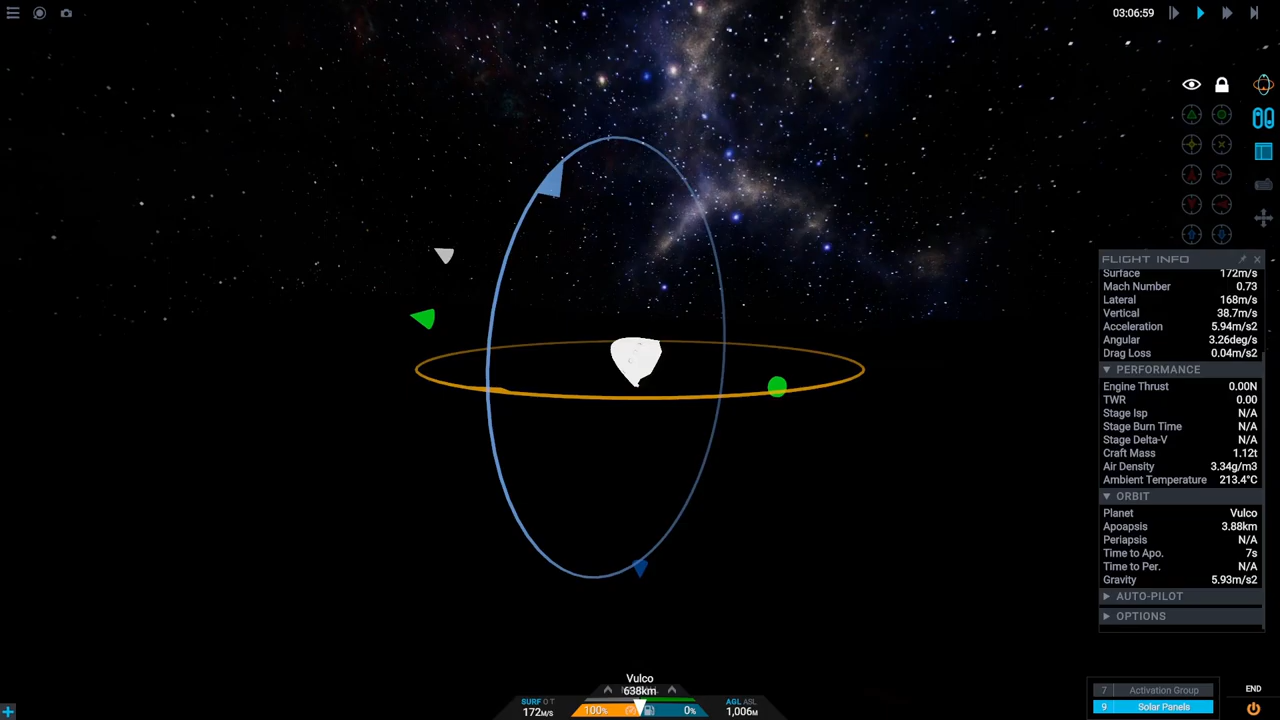 03:06:59
FLIGHT INFO
Surface 172m/s
Mach Number 0.73
Lateral 168m/s
Vertical 38.7m/s
Acceleration 5.94m/s2
Angular 3.26deg/s
Drag Loss 0.04m/s2
PERFORMANCE
Engine Thrust 0.00N
TWR 0.00
Stage Isp N/A
Stage Burn Time N/A
Stage Delta-V N/A
Craft Mass 1.12t
Air Density 3.34g/m3
Ambient Temperature 213.4°C
ORBIT
Planet Vulco
Apoapsis 3.88km
Periapsis N/A
Time to Apo. 7s
Time to Per. N/A
Gravity 5.93m/s2
AUTO-PILOT
OPTIONS
Vulco
638km
SURF O T
172M/S
100%
0%
AGL ASL
1,006M
7 Activation Group
9 Solar Panels
END